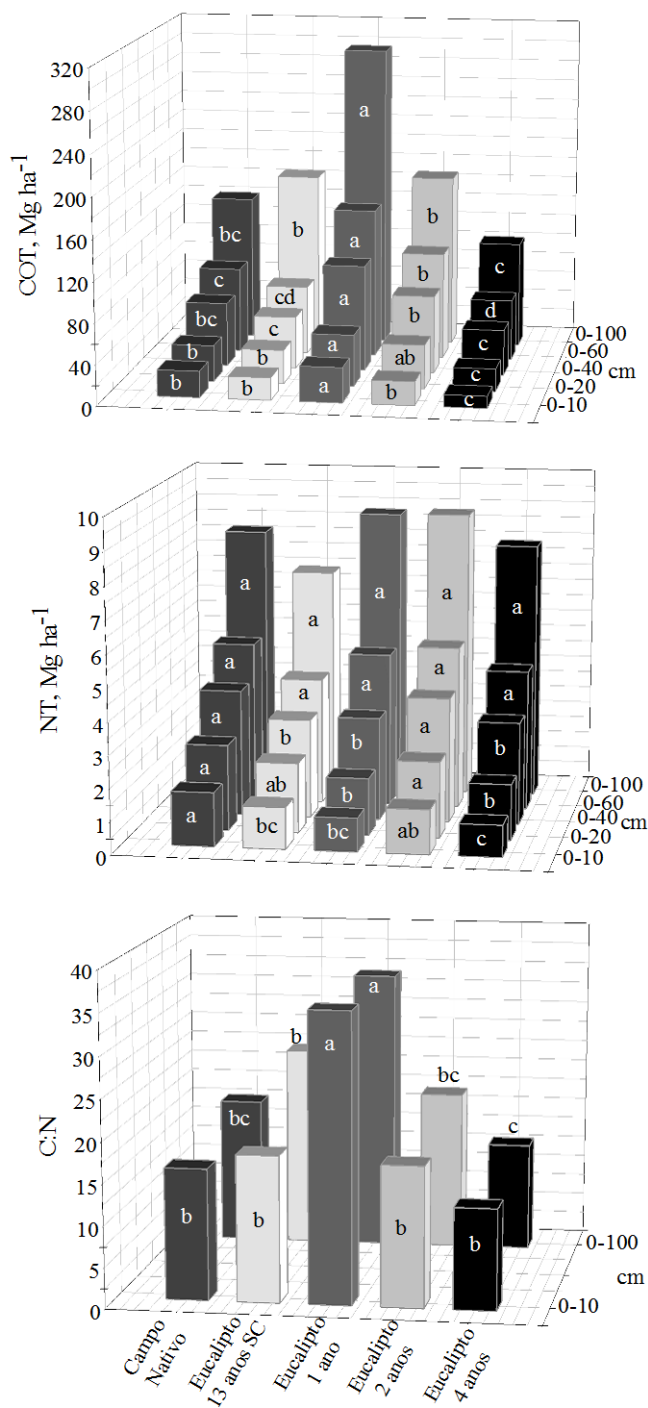 320
280
240
200
160
120
80
40
0
COT, Mg ha-1
a
bc
b
a
b
c
c
cd
a
b
d
bc
c
a
b
c
b
b
a
ab
c
b
b
a
b
c
0-100
0-60
0-40
0-20
0-10
cm
10
9
8
7
6
5
4
3
2
1
0
NT, Mg ha-1
a
a
a
a
a
a
a
a
a
a
a
b
b
a
b
a
ab
b
a
b
a
bc
bc
ab
c
0-100
0-60
0-40
0-20
0-10
cm
40
35
30
25
20
15
10
5
0
C:N
bc
b
a
bc
c
b
b
a
b
b
0-100
0-10
cm
Campo
Nativo
Eucalipto
13 anos SC
Eucalipto
1 ano
Eucalipto
2 anos
Eucalipto
4 anos